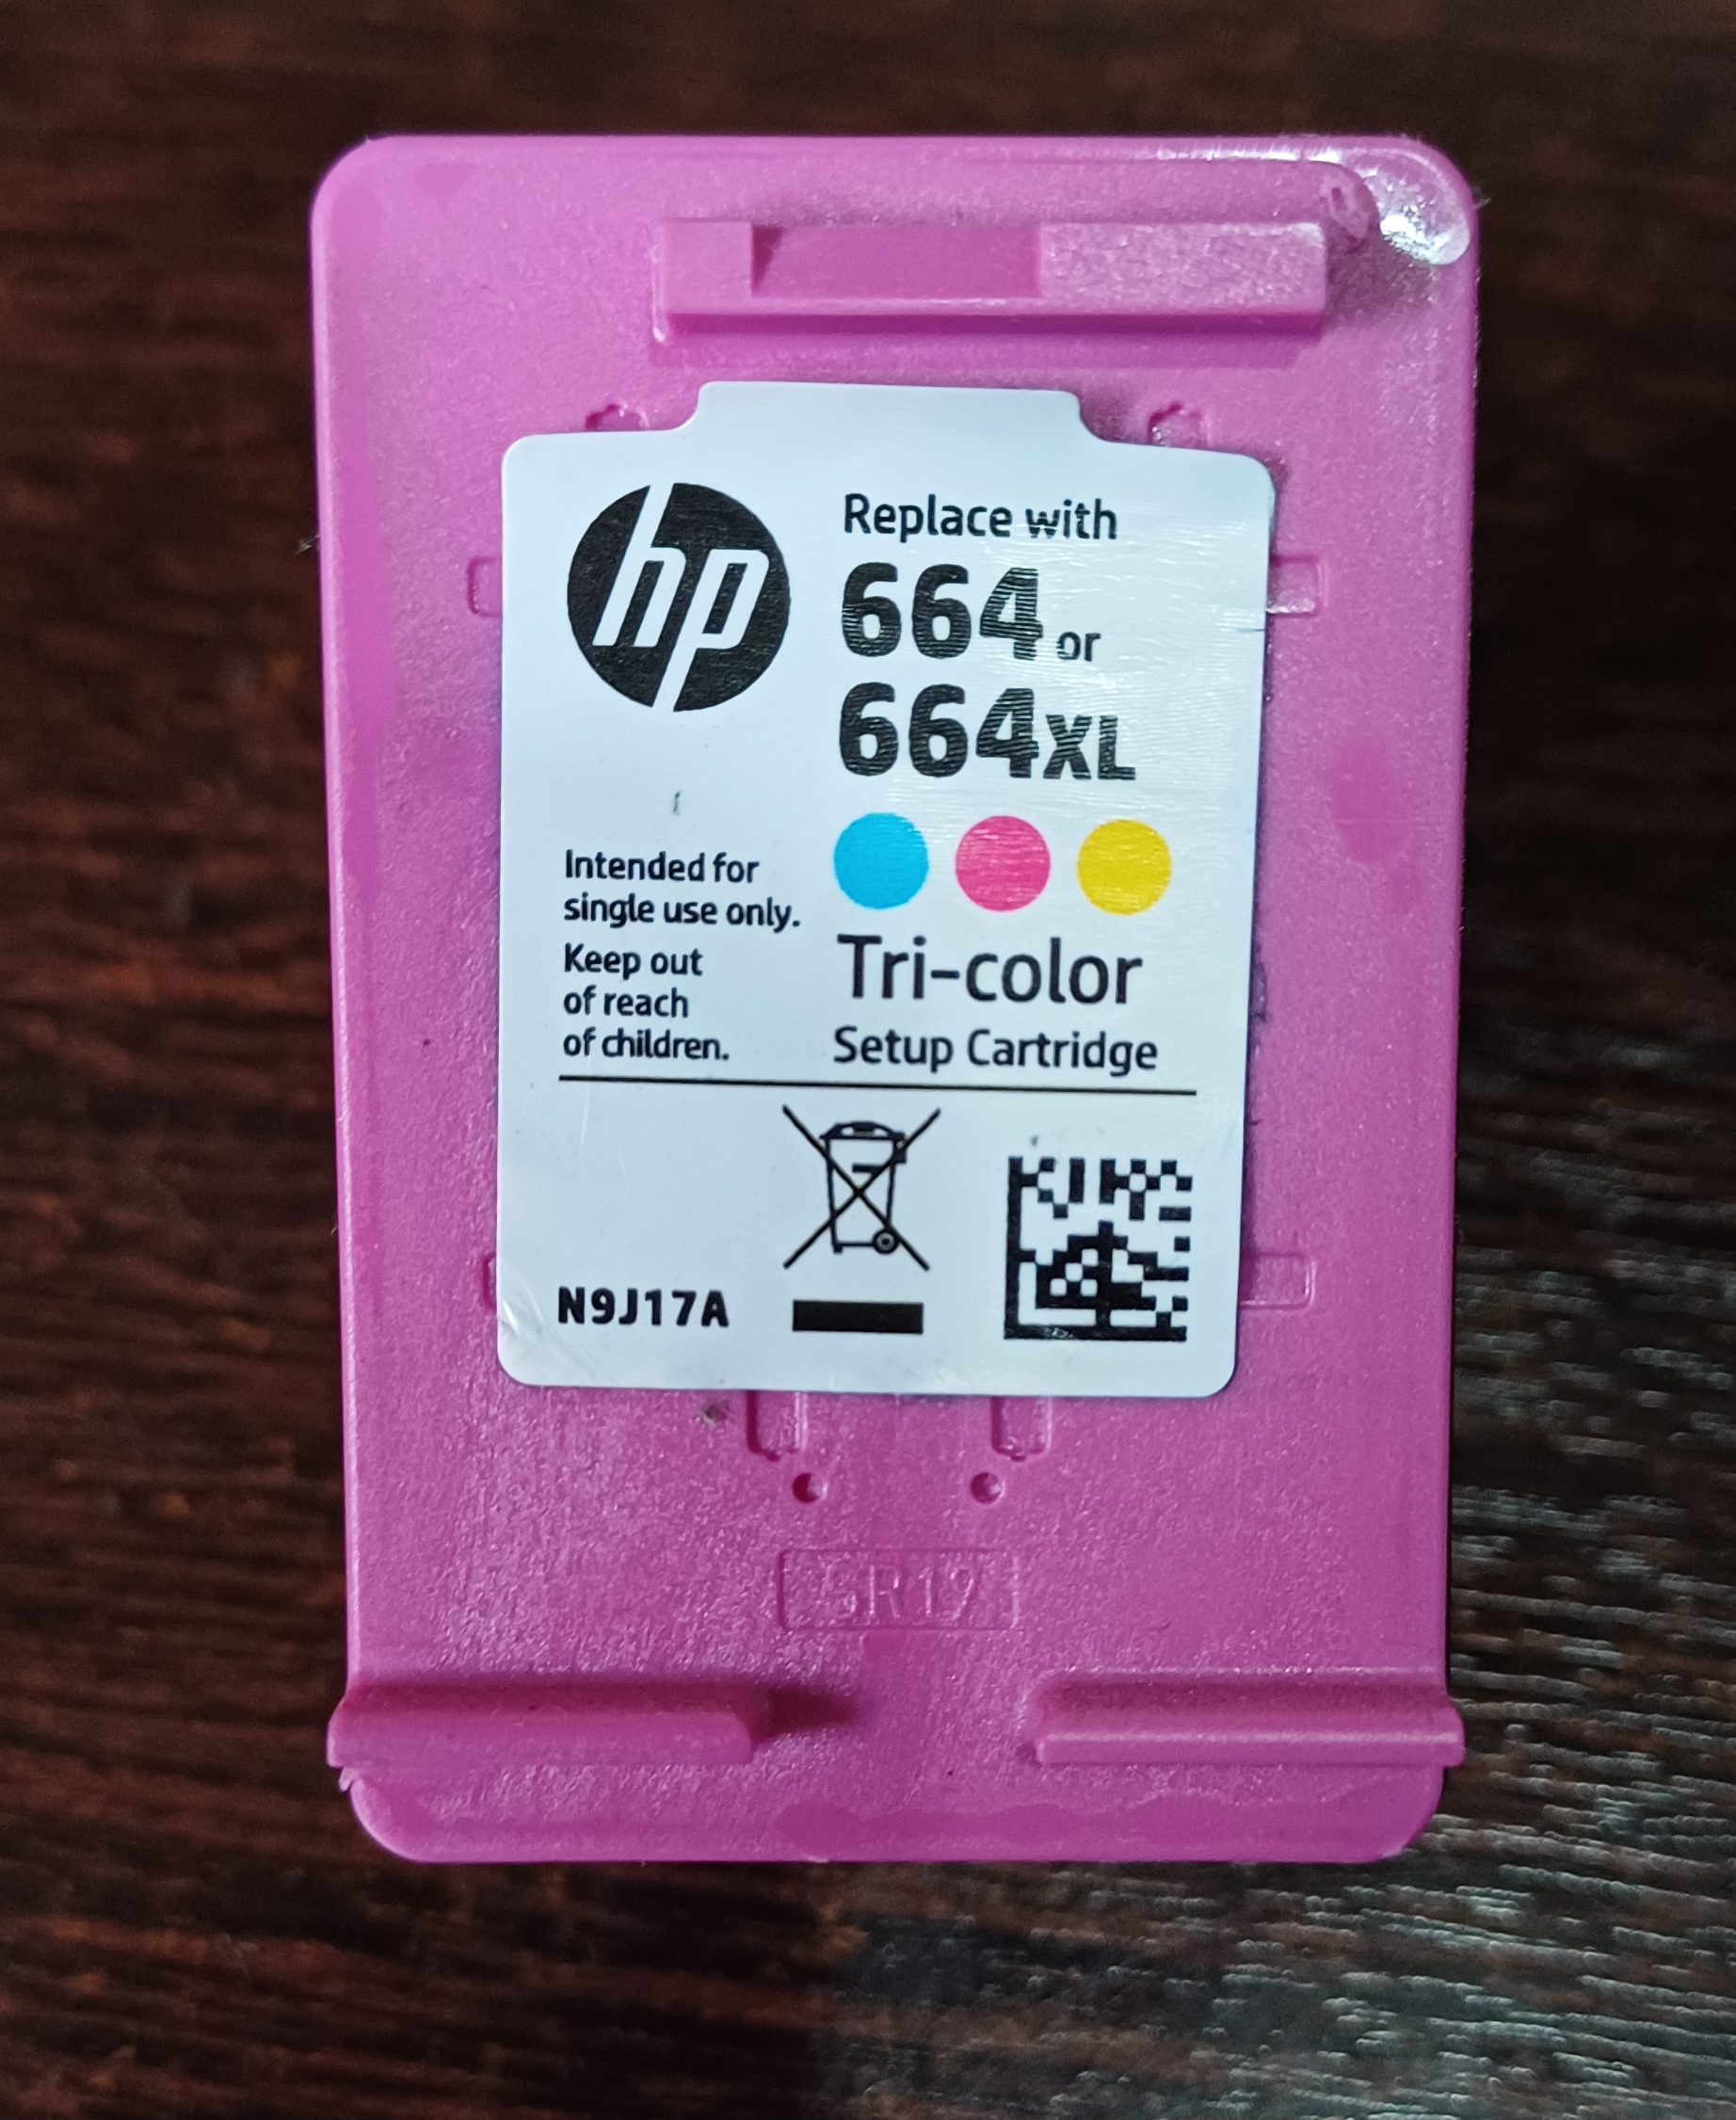 hp
Replace with
664 or
664XL
Intended for
single use only.
Keep out
of reach
of children.
Tri-color
Setup Cartridge
N9J17A